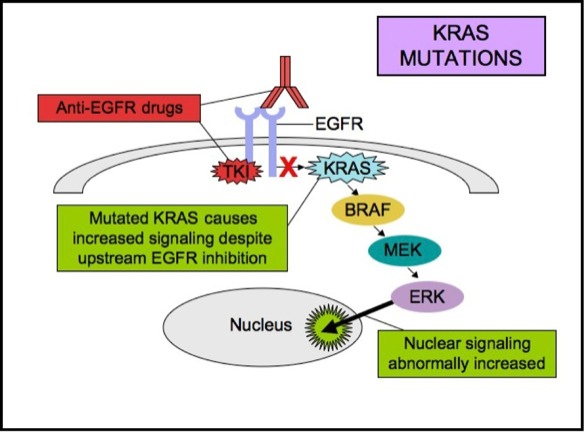 KRAS
MUTATIONS
Anti-EGFR drugs
EGFR
TKI
X
KRAS
Mutated KRAS causes
increased signaling despite
upstream EGFR inhibition
BRAF
MEK
ERK
Nucleus
Nuclear signaling
abnormally increased